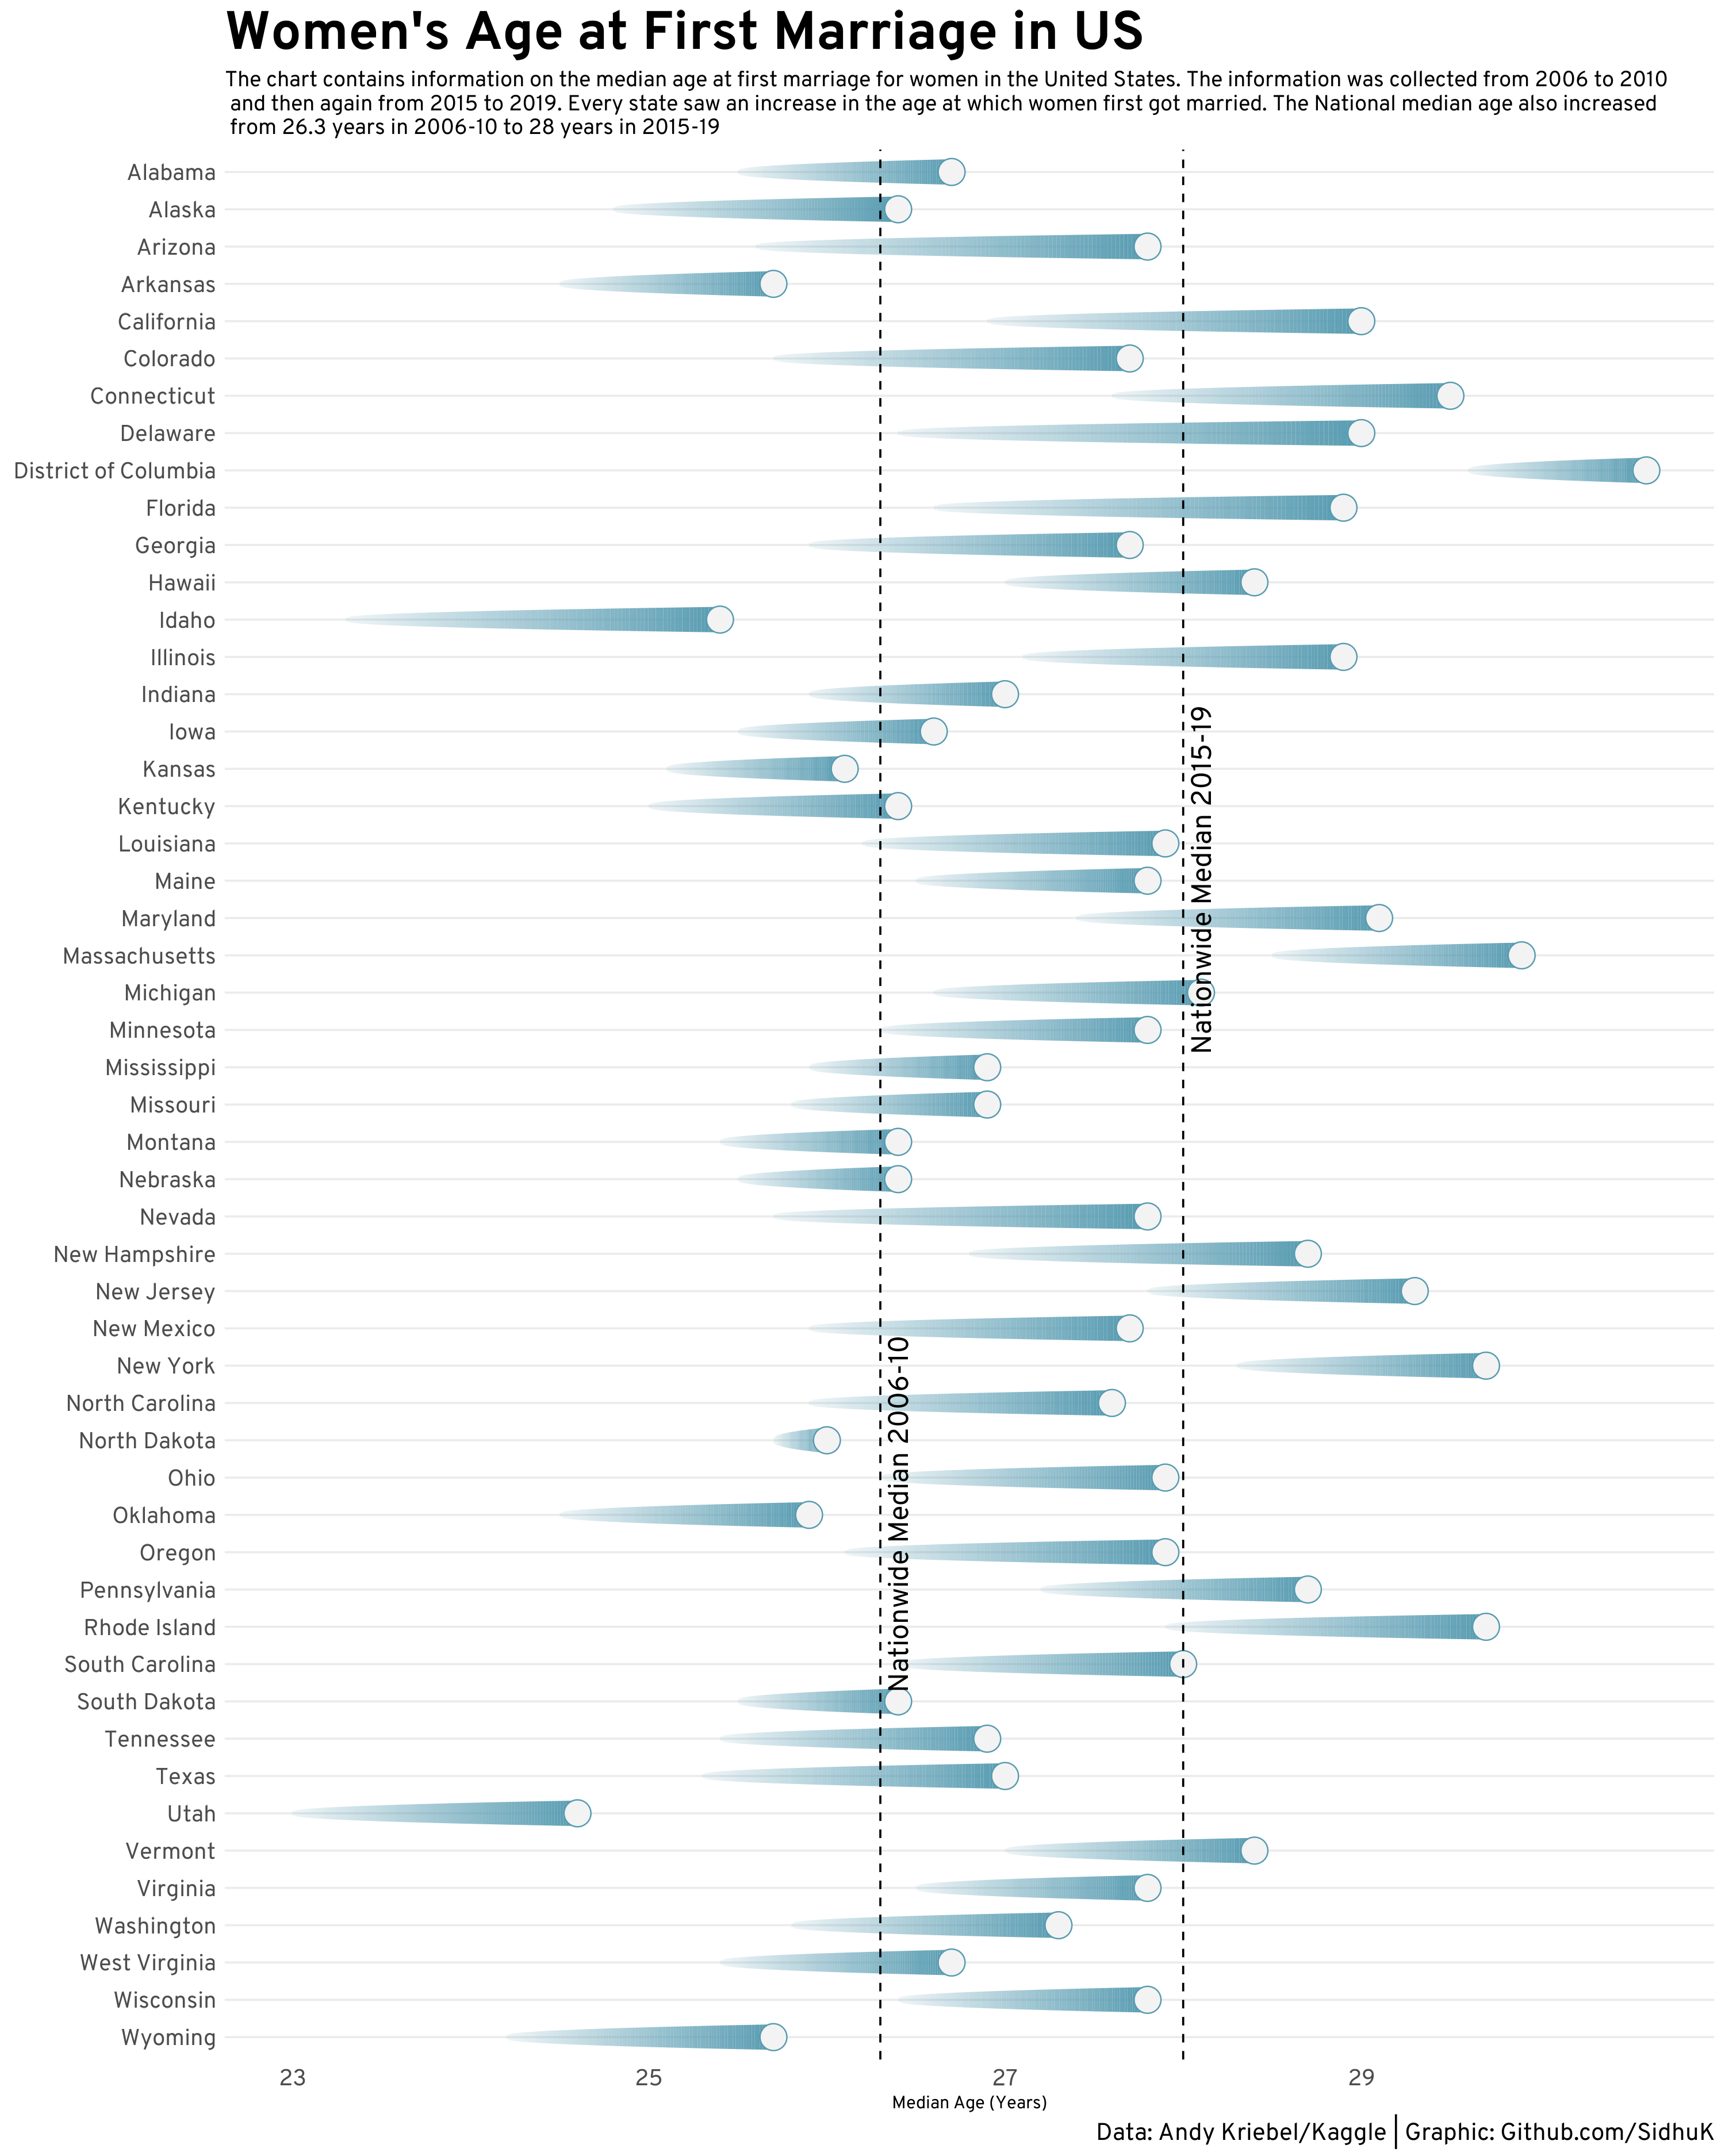 Women's Age at First Marriage in US
The chart contains information on the median age at first marriage for women in the United States. The information was collected from 2006 to 2010
and then again from 2015 to 2019. Every state saw an increase in the age at which women first got married. The National median age also increased
from 26.3 years in 2006-10 to 28 years in 2015-19
Alabama
Alaska
Arizona
Arkansas
California
Colorado
Connecticut
Delaware
District of Columbia
Florida
Georgia
Hawaii
Idaho
Illinois
Indiana
Iowa
Kansas
Kentucky
Louisiana
Maine
Maryland
Massachusetts
Michigan
Minnesota
Mississippi
Missouri
Montana
Nebraska
Nevada
New Hampshire
New Jersey
New Mexico
New York
North Carolina
North Dakota
Ohio
Oklahoma
Oregon
Pennsylvania
Rhode Island
South Carolina
South Dakota
Tennessee
Texas
Utah
Vermont
Virginia
Washington
West Virginia
Wisconsin
Wyoming
Nationwide Median 2006-10
Nationwide Median 2015-19
23 25 27 29
Median Age (Years)
Data: Andy Kriebel/Kaggle | Graphic: Github.com/SidhuK